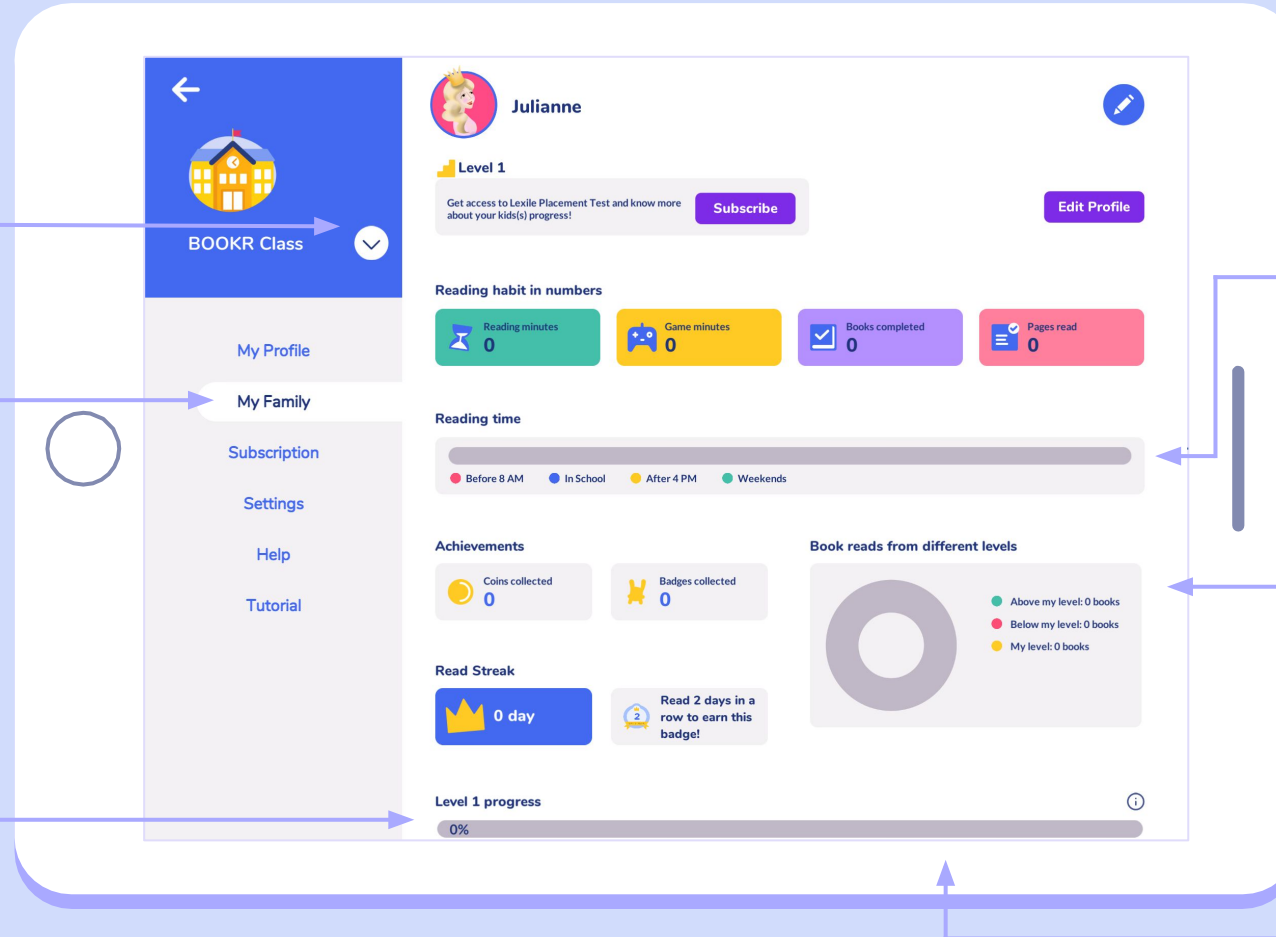 BOOKR Class
My Profile
My Family
Subscription
Settings
Help
Tutorial
Julianne
Level 1
Get access to Lexile Placement Test and know more
about your kids(s) progress!
Subscribe
Edit Profile
Reading habit in numbers
Reading minutes
0
Game minutes
0
Books completed
0
Pages read
0
Reading time
Before 8 AM
In School
After 4 PM
Weekends
Achievements
Coins collected
0
Badges collected
0
Book reads from different levels
Above my level: 0 books
Below my level: 0 books
My level: 0 books
Read Streak
0 day
2
Read 2 days in a
row to earn this
badge!
Level 1 progress
0%